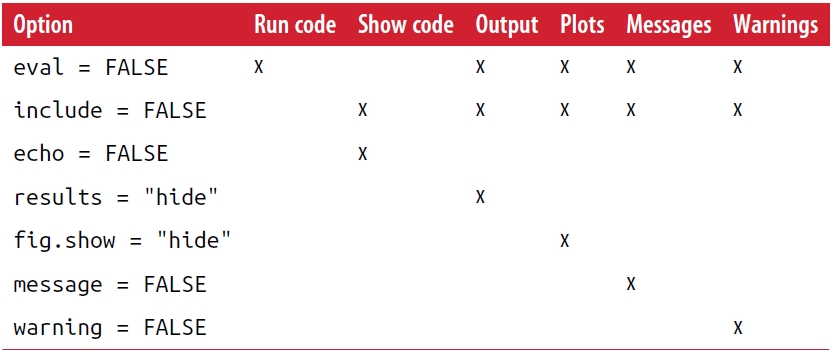 Option Run code Show code Output Plots Messages Warnings
eval = FALSE X X X X X
include = FALSE X X X X X
echo = FALSE X
results = "hide" X
fig.show = "hide" X
message = FALSE X
warning = FALSE X